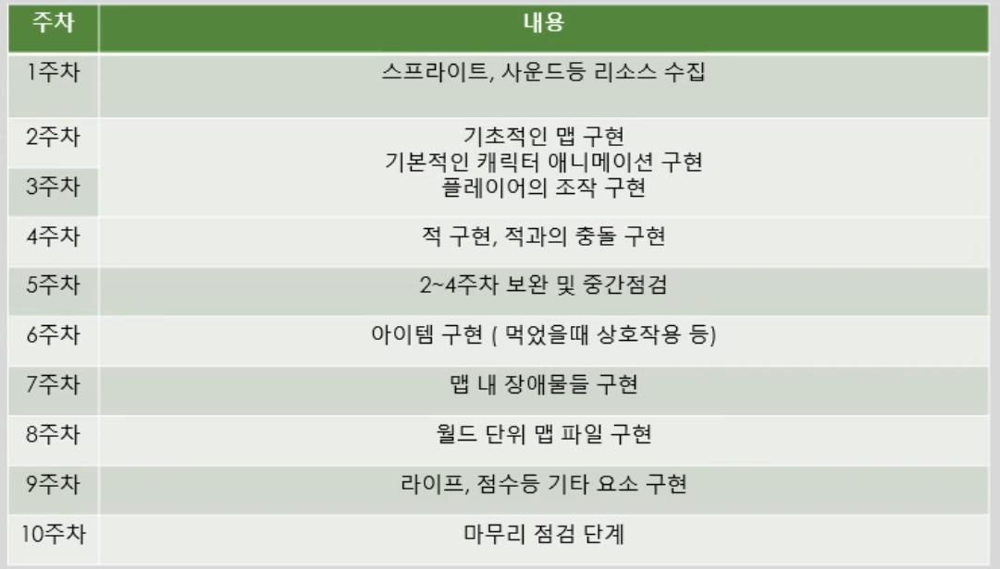 주차 내용
1주차 스프라이트, 사운드등 리소스 수집
2주차 기초적인 맵 구현
기본적인 캐릭터 애니메이션 구현
3주차 플레이어의 조작 구현
4주차 적 구현, 적과의 충돌 구현
5주차 2~4주차 보완 및 중간점검
6주차 아이템 구현 ( 먹었을때 상호작용 등)
7주차 맵 내 장애물들 구현
8주차 월드 단위 맵 파일 구현
9주차 라이프, 점수등 기타 요소 구현
10주차 마무리 점검 단계